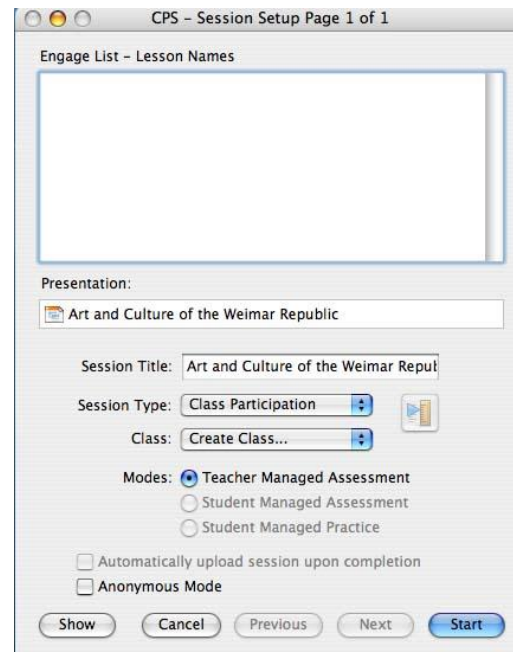 CPS – Session Setup Page 1 of 1
Engage List – Lesson Names
Presentation:
Art and Culture of the Weimar Republic
Session Title: Art and Culture of the Weimar Repul
Session Type: Class Participation
Class: Create Class...
Modes: Teacher Managed Assessment
Student Managed Assessment
Student Managed Practice
Automatically upload session upon completion
Anonymous Mode
Show Cancel Previous Next Start